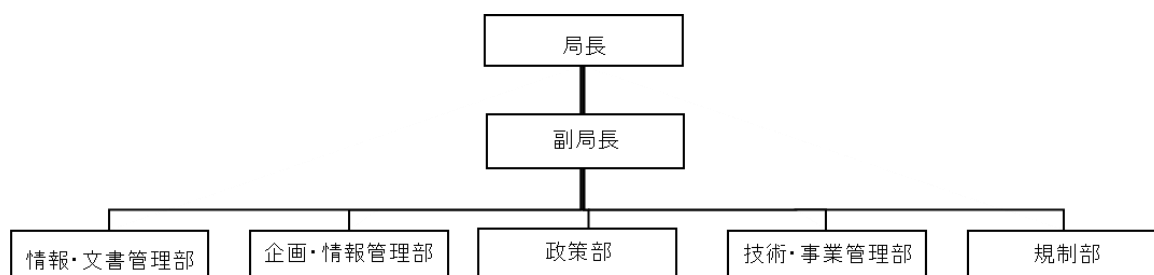 局長
副局長
情報・文書管理部
企画・情報管理部
政策部
技術・事業管理部
規制部